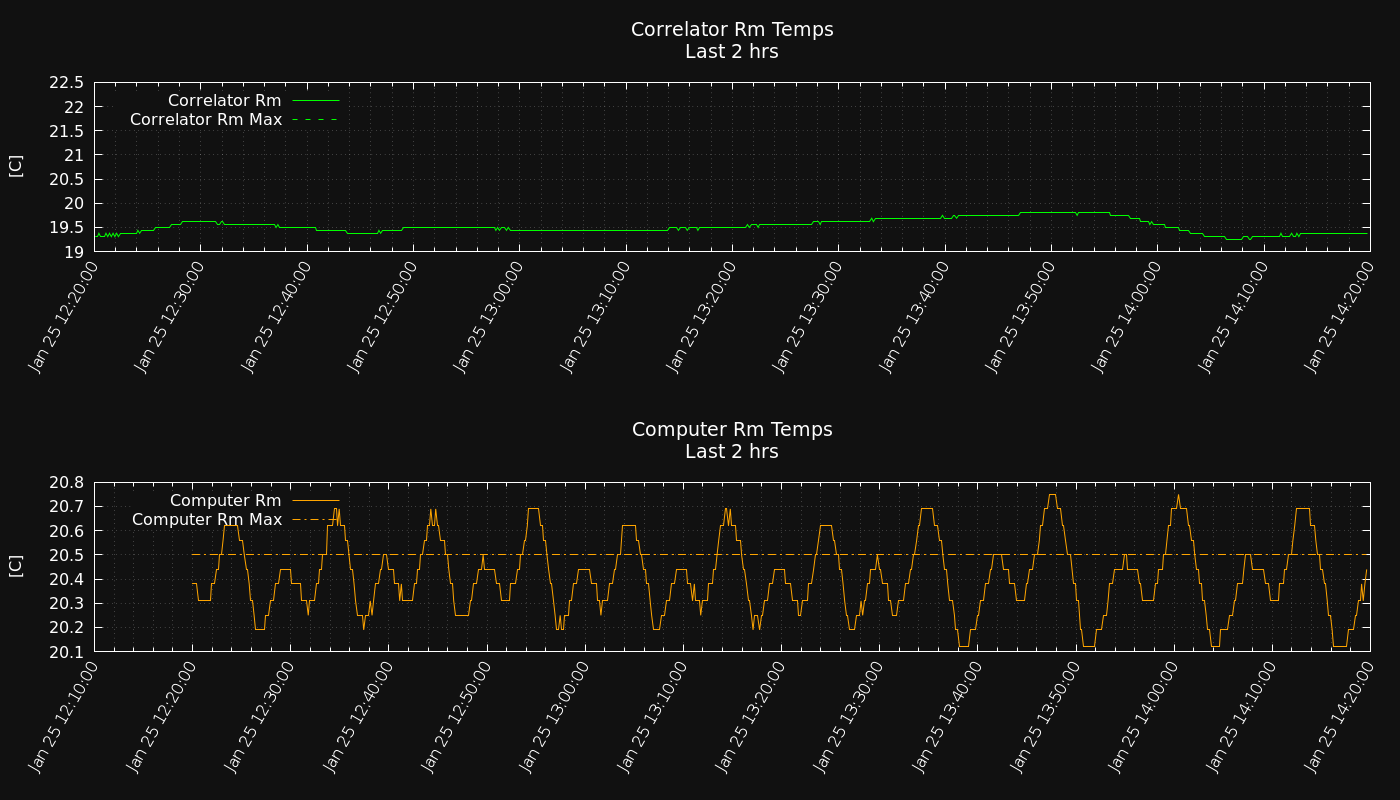 Correlator Rm Temps
Last 2 hrs
[C]
22.5
22
21.5
21
20.5
20
19.5
19
Correlator Rm
Correlator Rm Max
Jan 25 12:20:00
Jan 25 12:30:00
Jan 25 12:40:00
Jan 25 12:50:00
Jan 25 13:00:00
Jan 25 13:10:00
Jan 25 13:20:00
Jan 25 13:30:00
Jan 25 13:40:00
Jan 25 13:50:00
Jan 25 14:00:00
Jan 25 14:10:00
Jan 25 14:20:00
Computer Rm Temps
Last 2 hrs
[C]
20.8
20.7
20.6
20.5
20.4
20.3
20.2
20.1
Computer Rm
Computer Rm Max
Jan 25 12:10:00
Jan 25 12:20:00
Jan 25 12:30:00
Jan 25 12:40:00
Jan 25 12:50:00
Jan 25 13:00:00
Jan 25 13:10:00
Jan 25 13:20:00
Jan 25 13:30:00
Jan 25 13:40:00
Jan 25 13:50:00
Jan 25 14:00:00
Jan 25 14:10:00
Jan 25 14:20:00